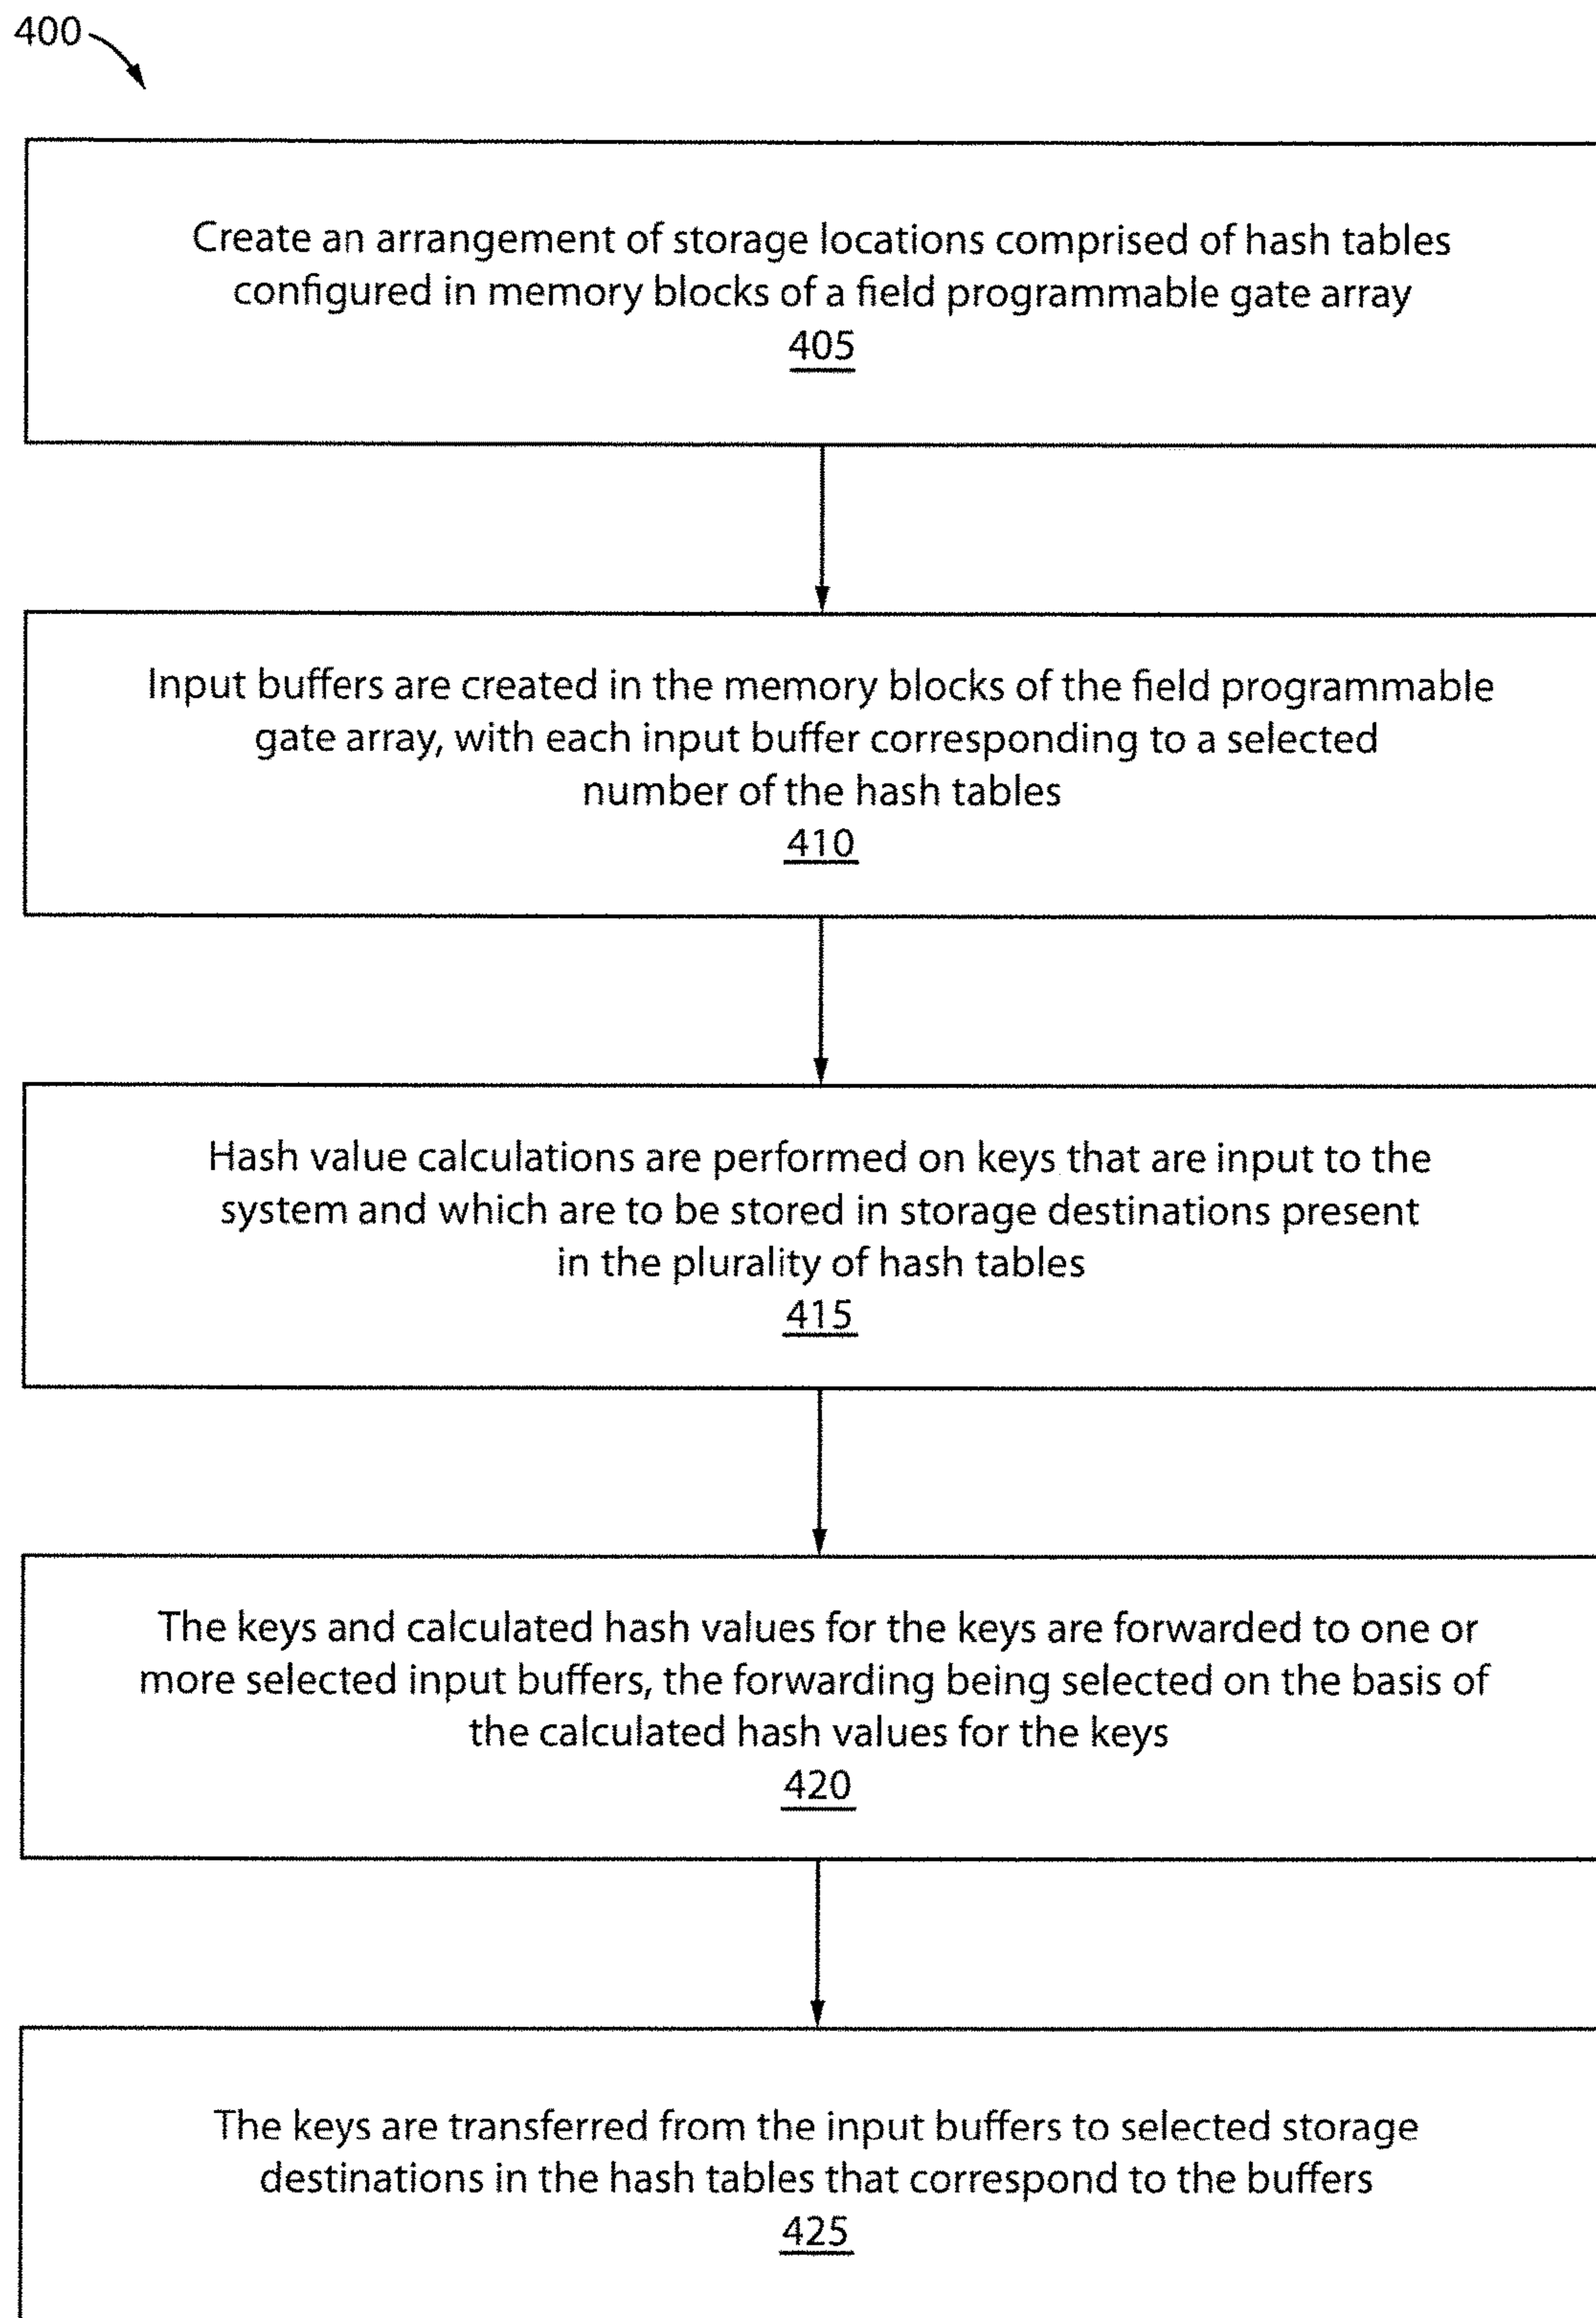 400
Create an arrangement of storage locations comprised of hash tables
configured in memory blocks of a field programmable gate array
405
Input buffers are created in the memory blocks of the field programmable
gate array, with each input buffer corresponding to a selected
number of the hash tables
410
Hash value calculations are performed on keys that are input to the
system and which are to be stored in storage destinations present
in the plurality of hash tables
415
The keys and calculated hash values for the keys are forwarded to one or
more selected input buffers, the forwarding being selected on the basis of
the calculated hash values for the keys
420
The keys are transferred from the input buffers to selected storage
destinations in the hash tables that correspond to the buffers
425